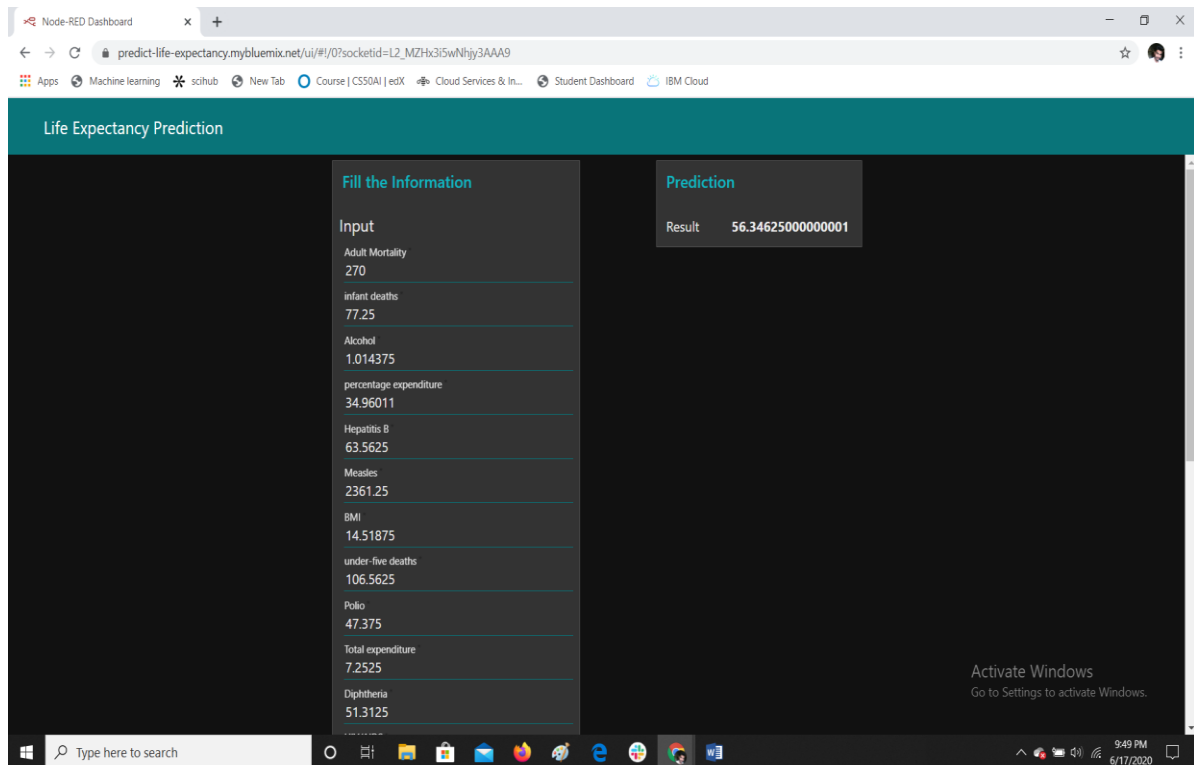 Node-RED Dashboard
predict-life-expectancy.mybluemix.net/ui/#!/0?socketid=L2_MZHx3i5wNhjy3AAA9
Apps Machine learning scihub New Tab Course | CS50AI | edX Cloud Services & In... Student Dashboard IBM Cloud
Life Expectancy Prediction
Fill the Information
Input
Adult Mortality
270
infant deaths
77.25
Alcohol
1.014375
percentage expenditure
34.96011
Hepatitis B
63.5625
Measles
2361.25
BMI
14.51875
under-five deaths
106.5625
Polio
47.375
Total expenditure
7.2525
Diphtheria
51.3125
Prediction
Result 56.34625000000001
Activate Windows
Go to Settings to activate Windows.
Type here to search
9:49 PM
6/17/2020